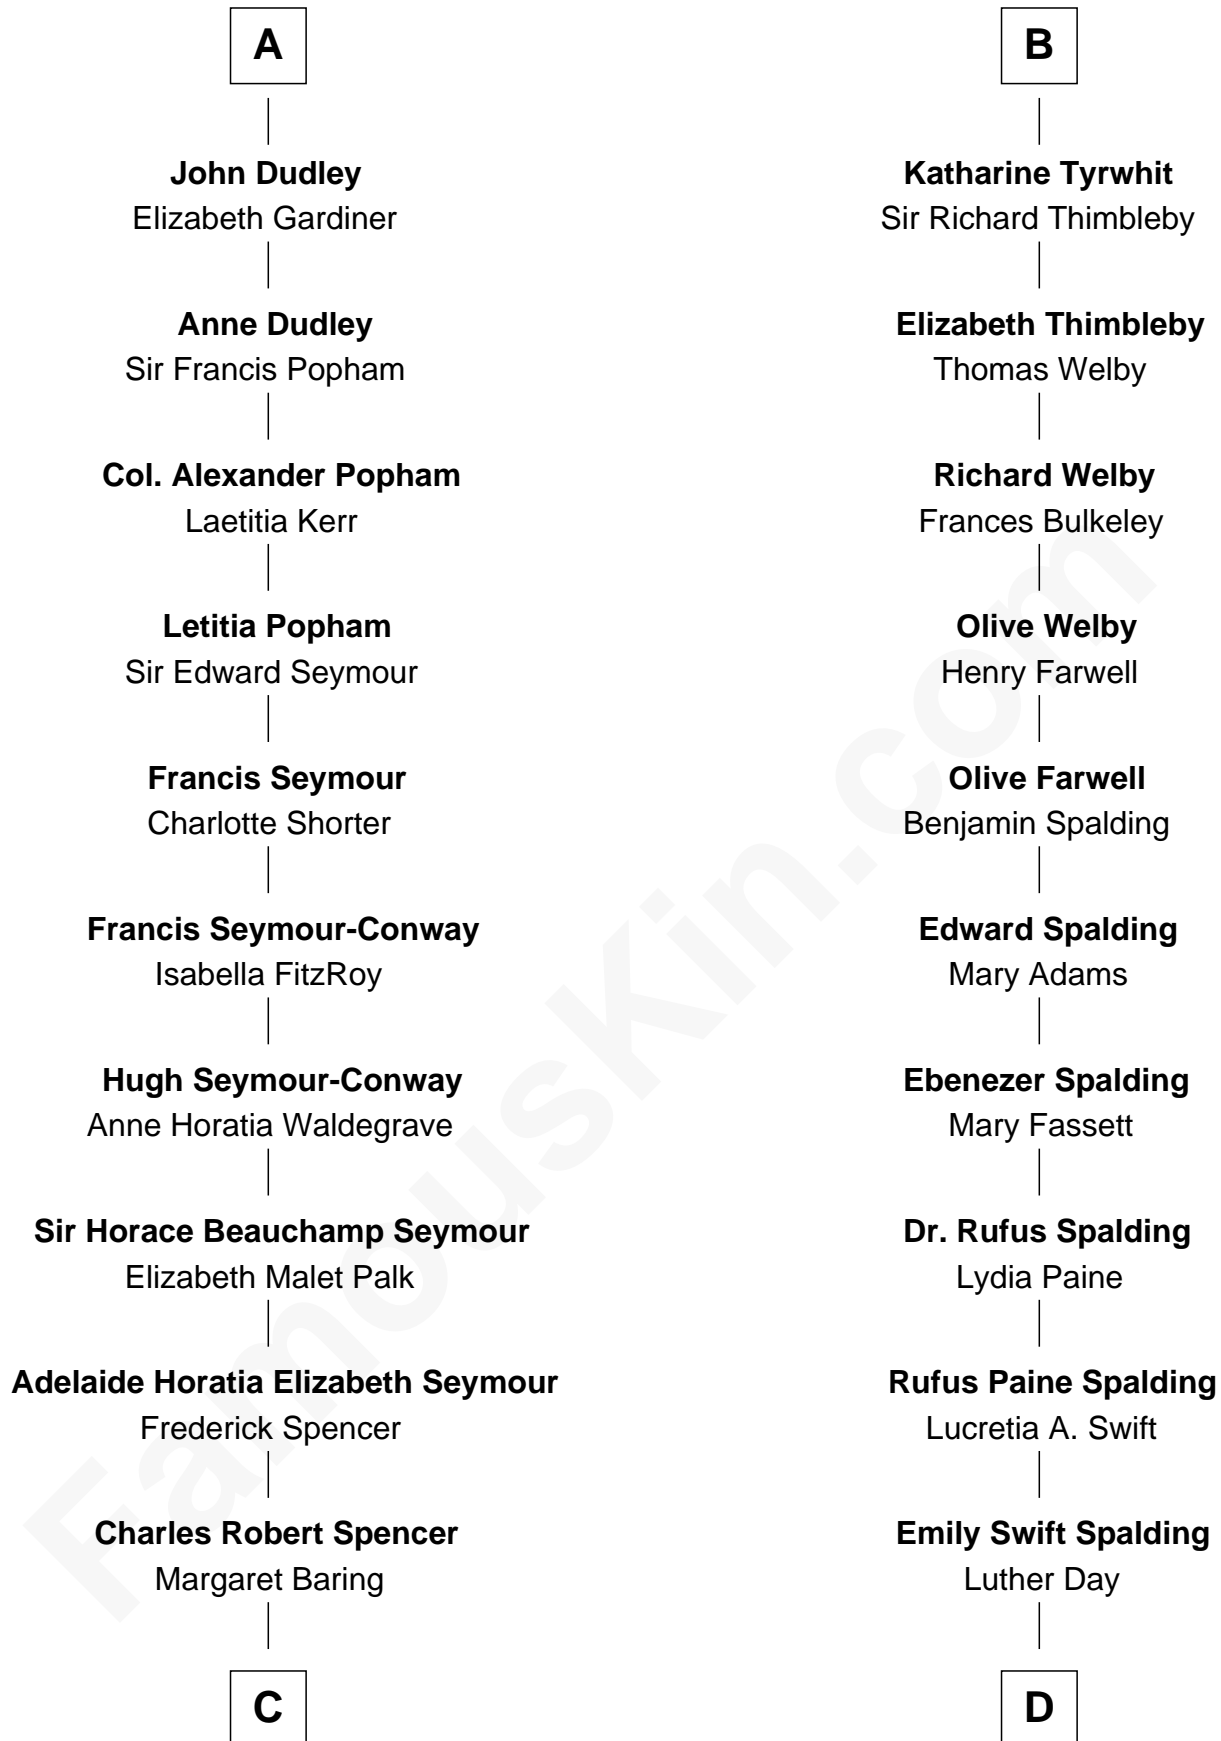 A
John Dudley
Elizabeth Gardiner
Anne Dudley
Sir Francis Popham
Col. Alexander Popham
Laetitia Kerr
Letitia Popham
Sir Edward Seymour
Francis Seymour
Charlotte Shorter
Francis Seymour-Conway
Isabella FitzRoy
Hugh Seymour-Conway
Anne Horatia Waldegrave
Sir Horace Beauchamp Seymour
Elizabeth Malet Palk
Adelaide Horatia Elizabeth Seymour
Frederick Spencer
Charles Robert Spencer
Margaret Baring
C
B
Katharine Tyrwhit
Sir Richard Thimbleby
Elizabeth Thimbleby
Thomas Welby
Richard Welby
Frances Bulkeley
Olive Welby
Henry Farwell
Olive Farwell
Benjamin Spalding
Edward Spalding
Mary Adams
Ebenezer Spalding
Mary Fassett
Dr. Rufus Spalding
Lydia Paine
Rufus Paine Spalding
Lucretia A. Swift
Emily Swift Spalding
Luther Day
D
FamousKin.com